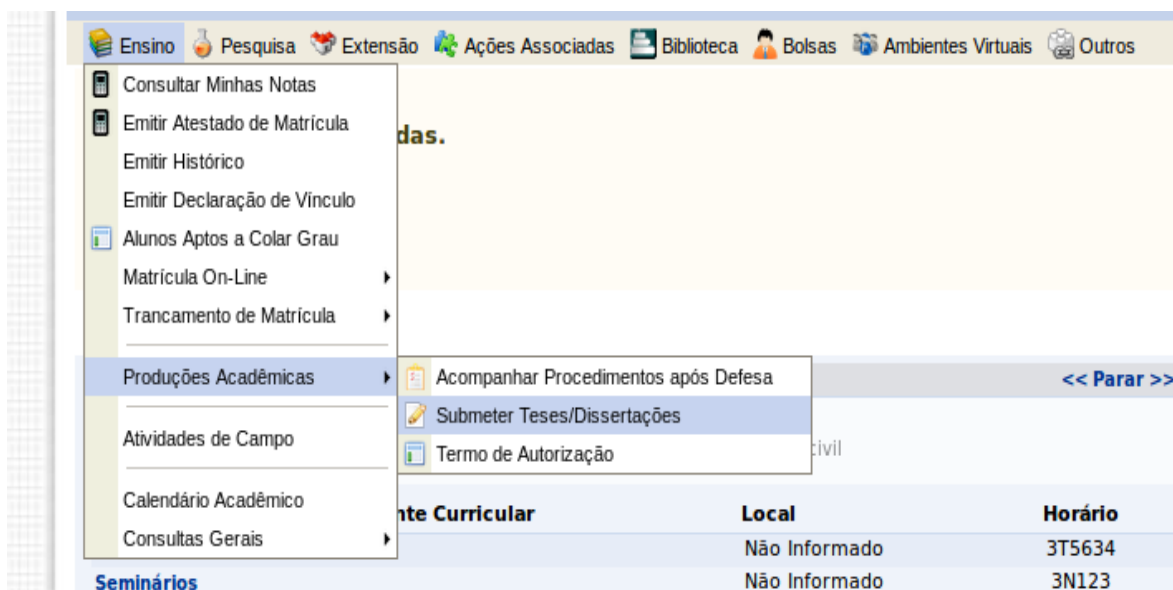 Ensino Pesquisa Extensão Ações Associadas Biblioteca Bolsas Ambientes Virtuais Outros
Consultar Minhas Notas
Emitir Atestado de Matrícula
das.
Emitir Histórico
Emitir Declaração de Vínculo
Alunos Aptos a Colar Grau
Matrícula On-Line
Trancamento de Matrícula
Produções Acadêmicas
Acompanhar Procedimentos após Defesa
<< Parar >>
Submeter Teses/Dissertações
Atividades de Campo
Termo de Autorização
civil
Calendário Acadêmico
nte Curricular Local Horário
Consultas Gerais
Não Informado 3T5634
Seminários Não Informado 3N123